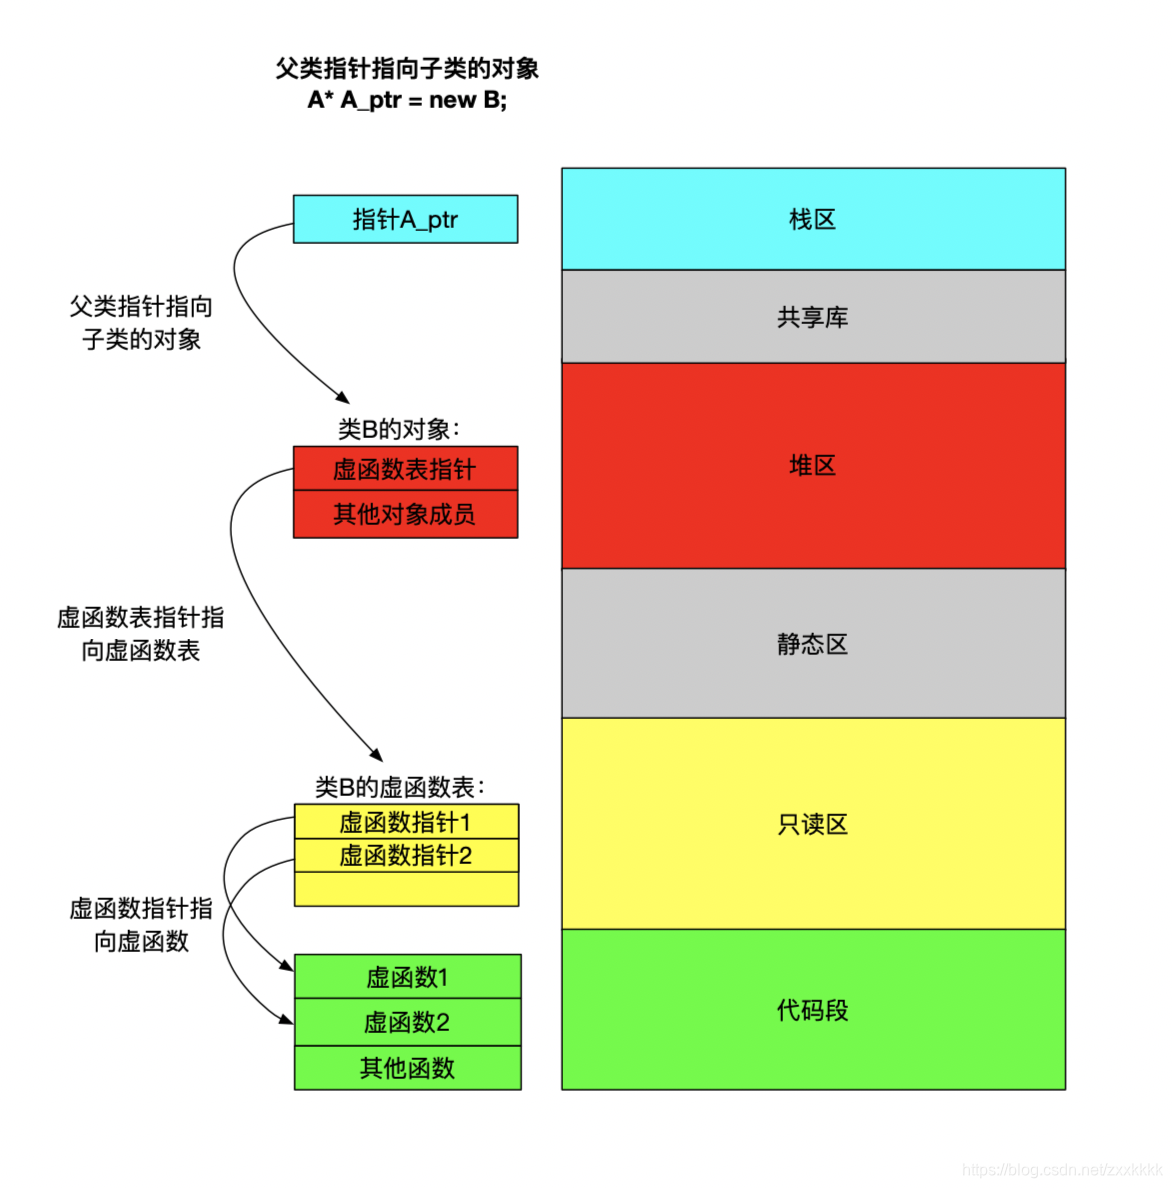 父类指针指向子类的对象
A* A_ptr = new B;
指针A_ptr
栈区
父类指针指向
子类的对象
共享库
类B的对象：
虚函数表指针
其他对象成员
堆区
虚函数表指针指
向虚函数表
静态区
类B的虚函数表：
虚函数指针1
虚函数指针2
只读区
虚函数指针指
向虚函数
虚函数1
虚函数2
其他函数
代码段
https://blog.csdn.net/zxxkkkk